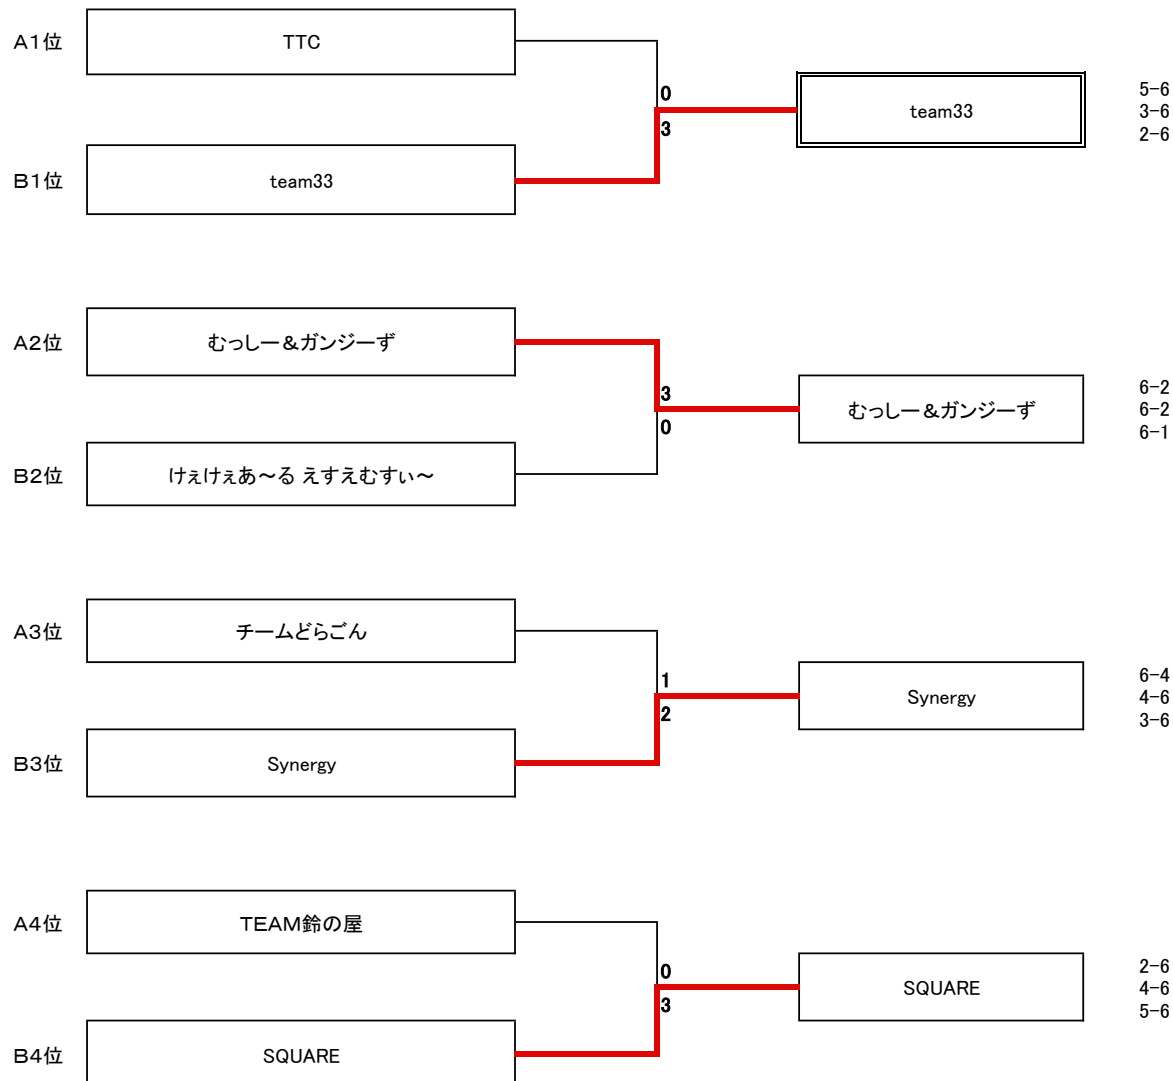 A1位
TTC
0
3
team33
5-6
3-6
2-6
B1位
team33
A2位
むっしー＆ガンジーず
3
0
むっしー＆ガンジーず
6-2
6-2
6-1
B2位
けぇけぇあ～る えすえむすぃ～
A3位
チームどらごん
1
2
Synergy
6-4
4-6
3-6
B3位
Synergy
A4位
TEAM鈴の屋
0
3
SQUARE
2-6
4-6
5-6
B4位
SQUARE